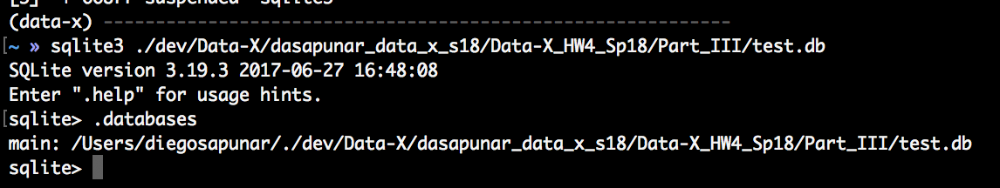 (data-x) ------------------------------------------------------------
~ » sqlite3 ./dev/Data-X/dasapunar_data_x_s18/Data-X_HW4_Sp18/Part_III/test.db
SQLite version 3.19.3 2017-06-27 16:48:08
Enter ".help" for usage hints.
sqlite> .databases
main: /Users/diegosapunar/./dev/Data-X/dasapunar_data_x_s18/Data-X_HW4_Sp18/Part_III/test.db
sqlite>